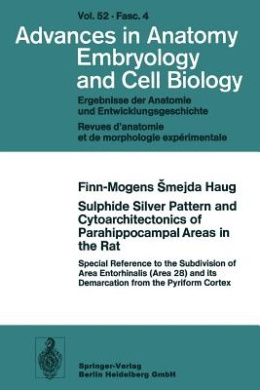 Vol. 52 · Fasc. 4
Advances in Anatomy
Embryology
and Cell Biology
Ergebnisse der Anatomie
und Entwicklungsgeschichte
Revues d'anatomie
et de morphologie expérimentale
Finn-Mogens Šmejda Haug
Sulphide Silver Pattern and
Cytoarchitectonics of
Parahippocampal Areas in
the Rat
Special Reference to the Subdivision of
Area Entorhinalis (Area 28) and its
Demarcation from the Pyriform Cortex
Springer-Verlag
Berlin Heidelberg GmbH